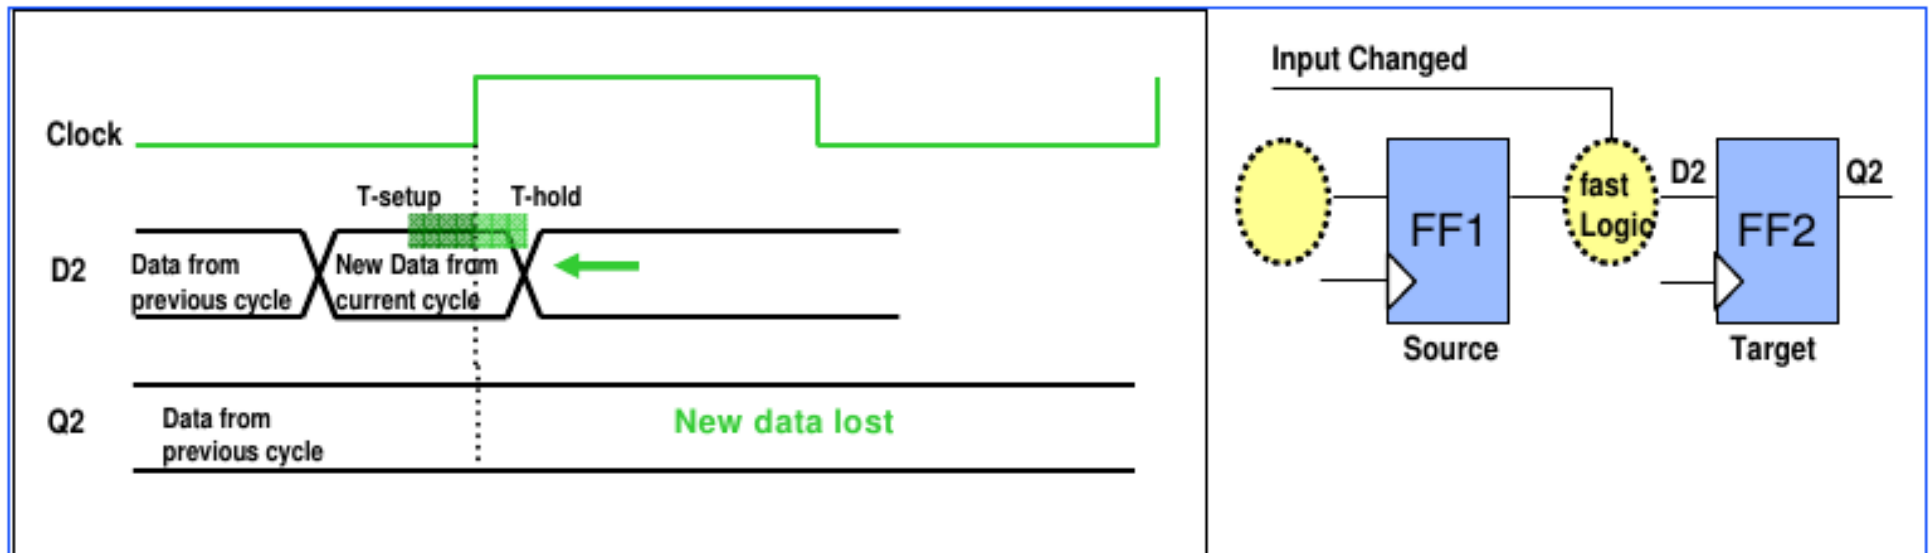 Clock
T-setup
T-hold
D2
Data from
previous cycle
New Data from
current cycle
Q2
Data from
previous cycle
New data lost
Input Changed
fast
Logic
D2
Q2
FF1
FF2
Source
Target